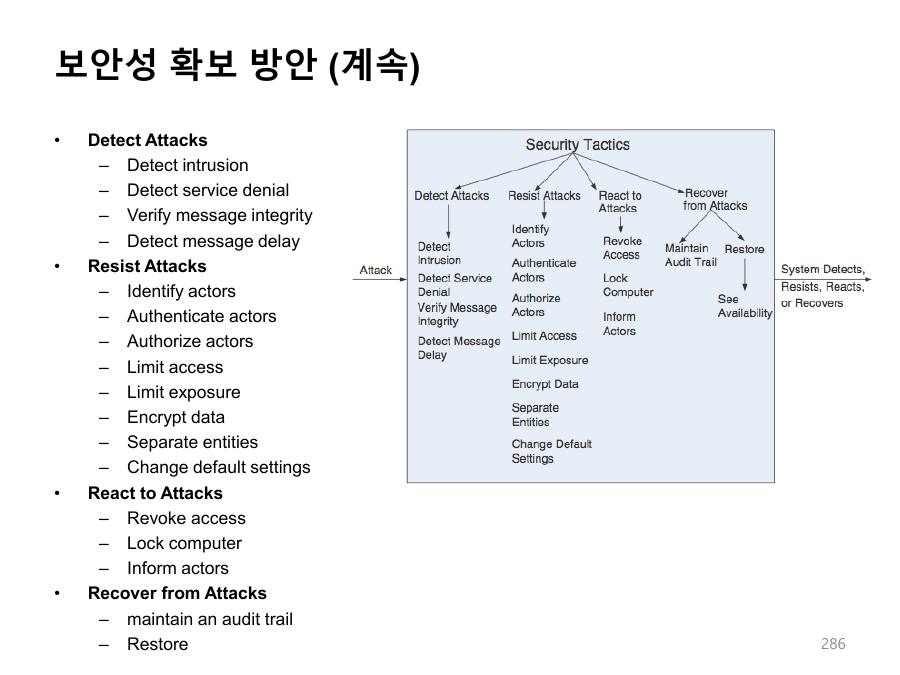 보안성 확보 방안 (계속)
• Detect Attacks
– Detect intrusion
– Detect service denial
– Verify message integrity
– Detect message delay
• Resist Attacks
– Identify actors
– Authenticate actors
– Authorize actors
– Limit access
– Limit exposure
– Encrypt data
– Separate entities
– Change default settings
• React to Attacks
– Revoke access
– Lock computer
– Inform actors
• Recover from Attacks
– maintain an audit trail
– Restore
Attack
Security Tactics
Detect Attacks
Detect
Intrusion
Detect Service
Denial
Verify Message
Integrity
Detect Message
Delay
Resist Attacks
Identify
Actors
Authenticate
Actors
Authorize
Actors
Limit Access
Limit Exposure
Encrypt Data
Separate
Entities
Change Default
Settings
React to
Attacks
Revoke
Access
Lock
Computer
Inform
Actors
Recover
from Attacks
Maintain
Audit Trail
Restore
See
Availability
System Detects,
Resists, Reacts,
or Recovers
286